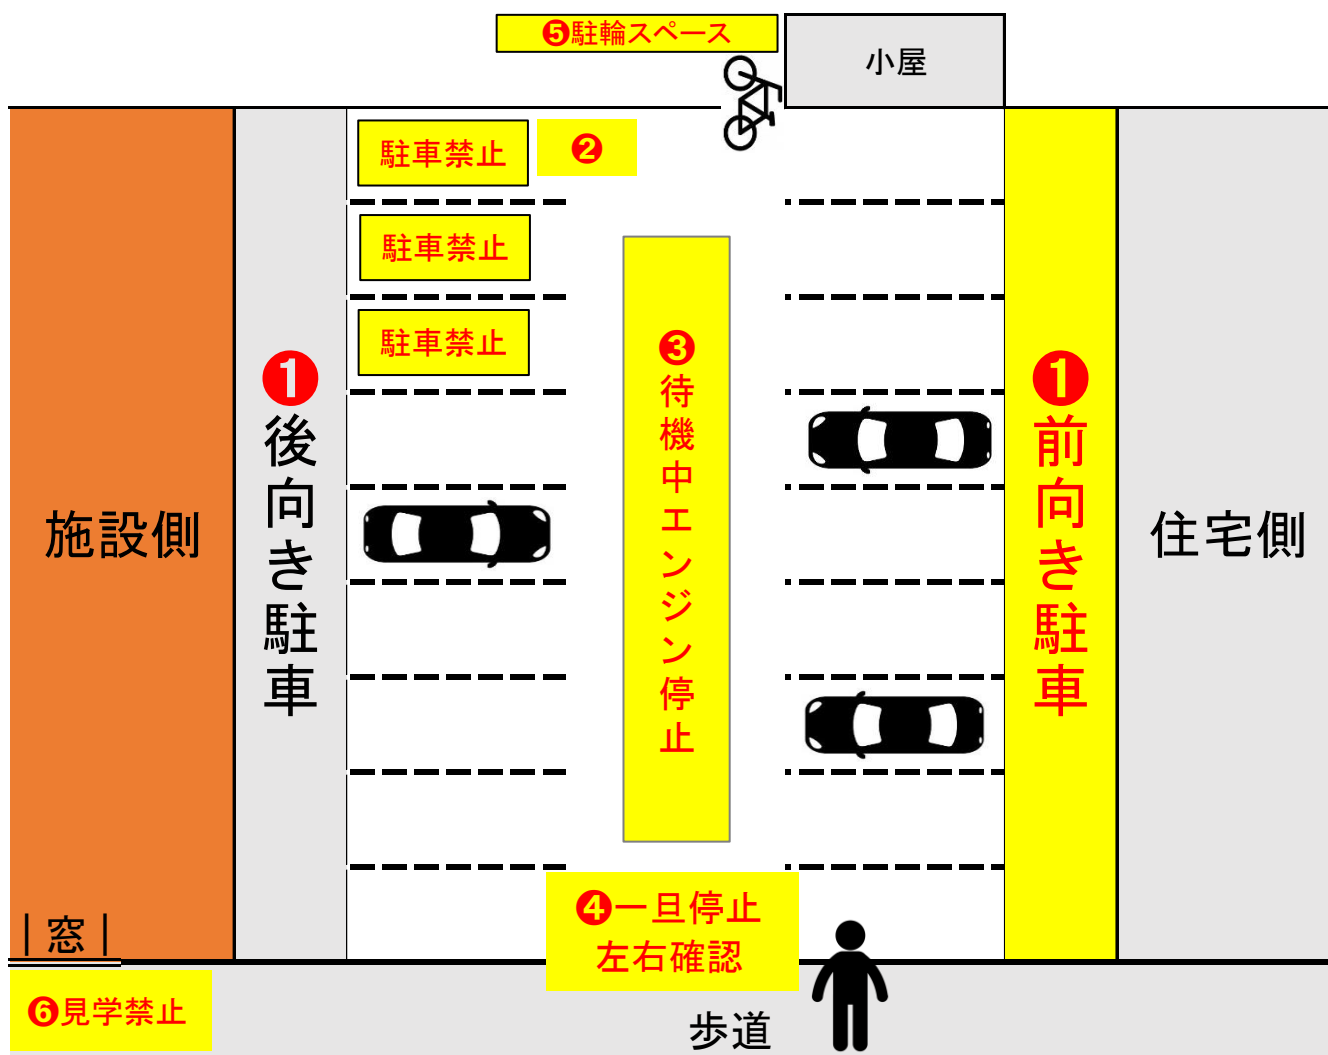 ❺駐輪スペース
小屋
駐車禁止
❷
駐車禁止
駐車禁止
❶後向き駐車
❸待機中エンジン停止
❶前向き駐車
施設側
住宅側
❹一旦停止
左右確認
｜窓｜
❻見学禁止
歩道